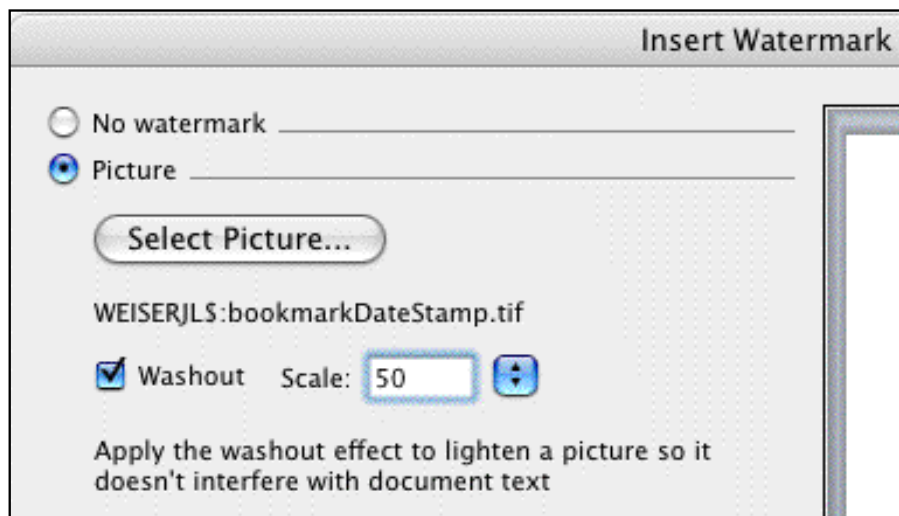 Insert Watermark
No watermark
Picture
Select Picture...
WEISERJL$:bookmarkDateStamp.tif
Washout Scale: 50
Apply the washout effect to lighten a picture so it
doesn't interfere with document text